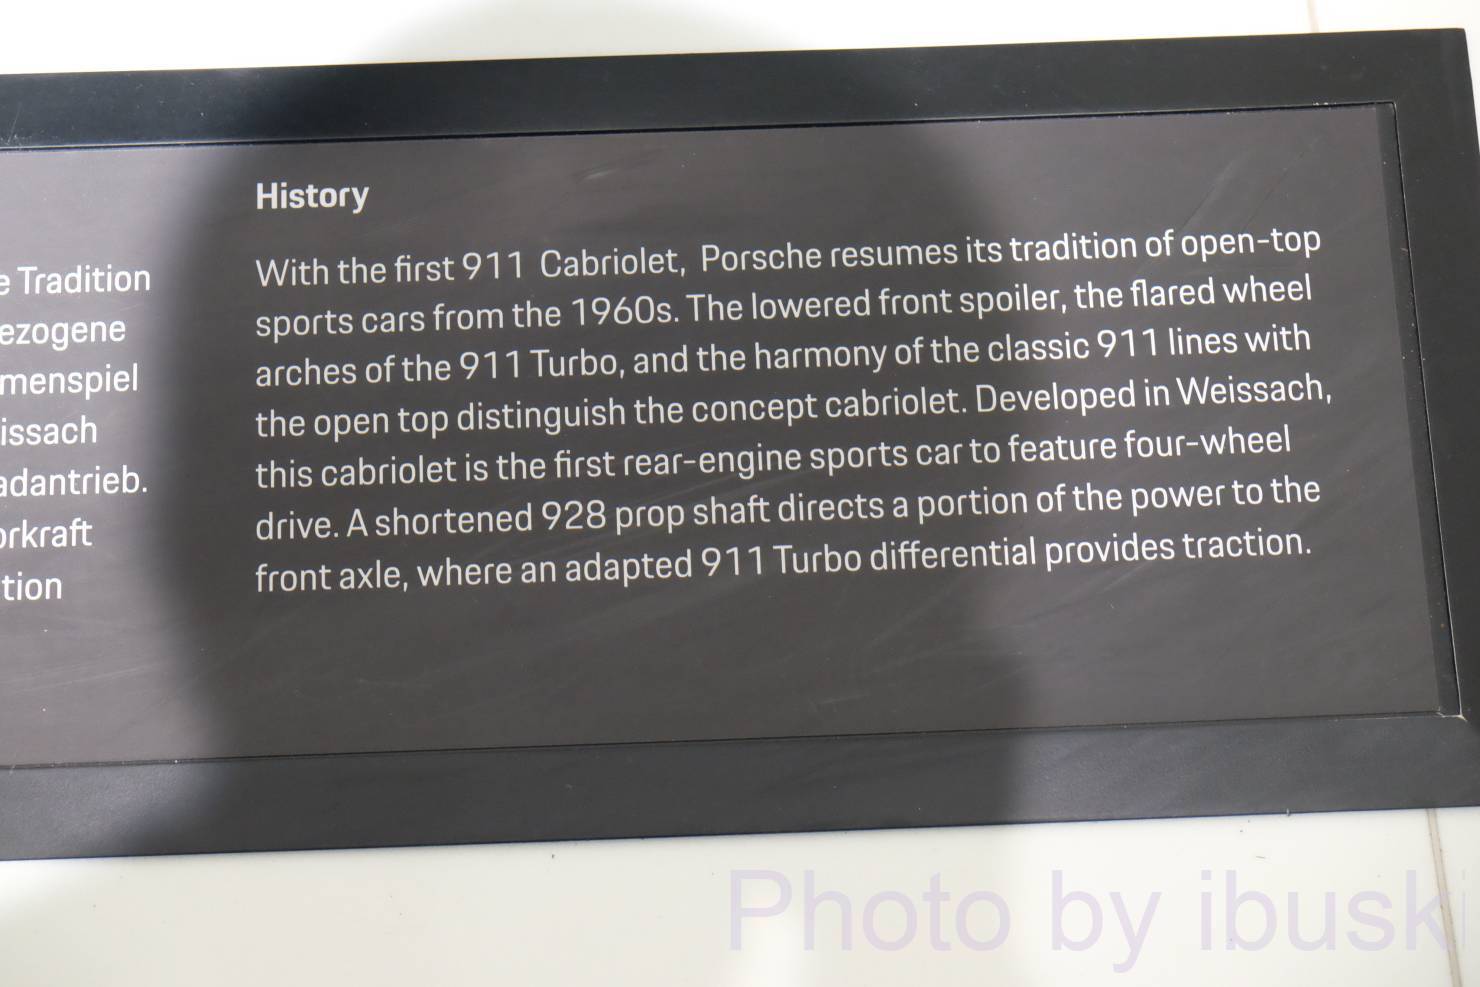 Tradition
issach
tion
History
With the first 911 Cabriolet, Porsche resumes its tradition of open-top
sports cars from the 1960s. The lowered front spoiler, the flared wheel
arches of the 911 Turbo, and the harmony of the classic 911 lines with
the open top distinguish the concept cabriolet. Developed in Weissach,
this cabriolet is the first rear-engine sports car to feature four-wheel
drive. A shortened 928 prop shaft directs a portion of the power to the
front axle, where an adapted 911 Turbo differential provides traction.
Photo by ibuski